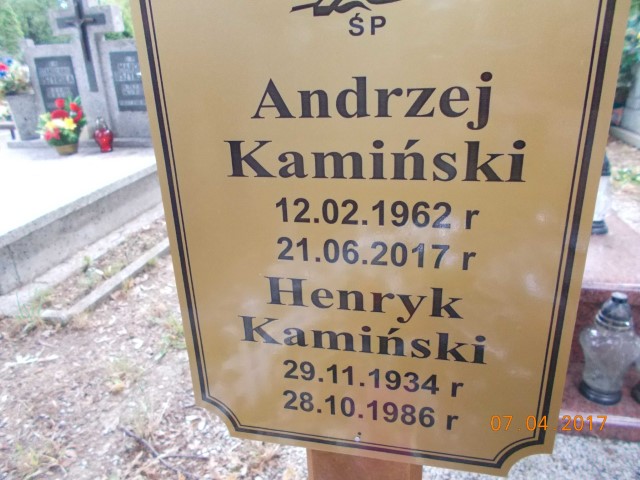 ŚP
Andrzej
Kamiński
12.02.1962 r
21.06.2017 r
Henryk
Kamiński
29.11.1934 r
28.10.1986 r
07 04 2017